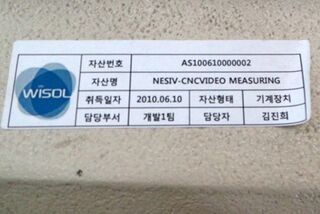 WISOL
자산번호 AS100610000002
자산명 NESIV-CNCVIDEO MEASURING
취득일자 2010.06.10 자산형태 기계장치
담당부서 개발1팀 담당자 김진희